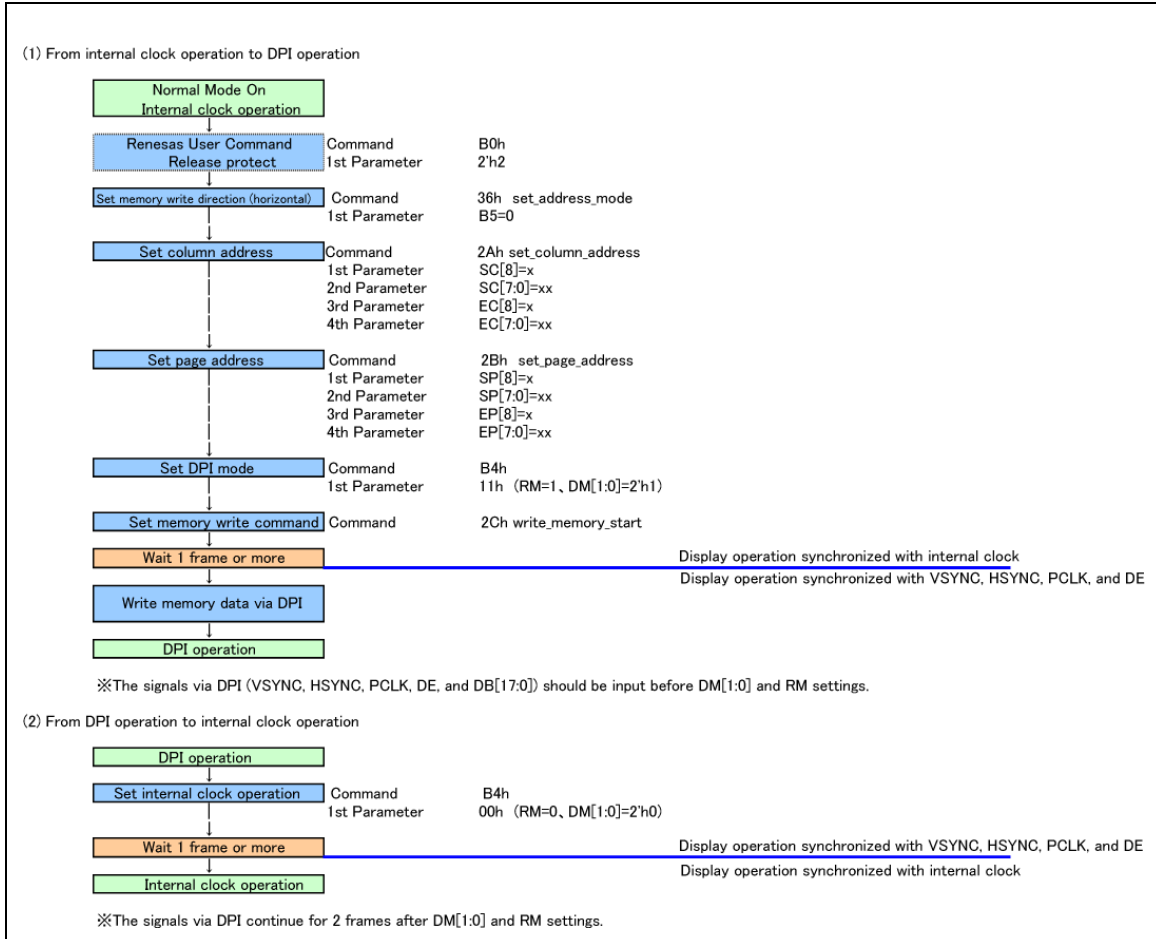 (1) From internal clock operation to DPI operation
Normal Mode On
Internal clock operation
↓
Renesas User Command Command B0h
Release protect 1st Parameter 2'h2
↓
Set memory write direction (horizontal) Command 36h set_address_mode
1st Parameter B5=0
↓
Set column address Command 2Ah set_column_address
1st Parameter SC[8]=x
2nd Parameter SC[7:0]=xx
3rd Parameter EC[8]=x
4th Parameter EC[7:0]=xx
↓
Set page address Command 2Bh set_page_address
1st Parameter SP[8]=x
2nd Parameter SP[7:0]=xx
3rd Parameter EP[8]=x
4th Parameter EP[7:0]=xx
↓
Set DPI mode Command B4h
1st Parameter 11h (RM=1、DM[1:0]=2'h1)
↓
Set memory write command Command 2Ch write_memory_start
↓
Wait 1 frame or more Display operation synchronized with internal clock
↓ Display operation synchronized with VSYNC, HSYNC, PCLK, and DE
Write memory data via DPI
↓
DPI operation
※The signals via DPI (VSYNC, HSYNC, PCLK, DE, and DB[17:0]) should be input before DM[1:0] and RM settings.
(2) From DPI operation to internal clock operation
DPI operation
↓
Set internal clock operation Command B4h
1st Parameter 00h (RM=0、DM[1:0]=2'h0)
↓
Wait 1 frame or more Display operation synchronized with VSYNC, HSYNC, PCLK, and DE
↓ Display operation synchronized with internal clock
Internal clock operation
※The signals via DPI continue for 2 frames after DM[1:0] and RM settings.